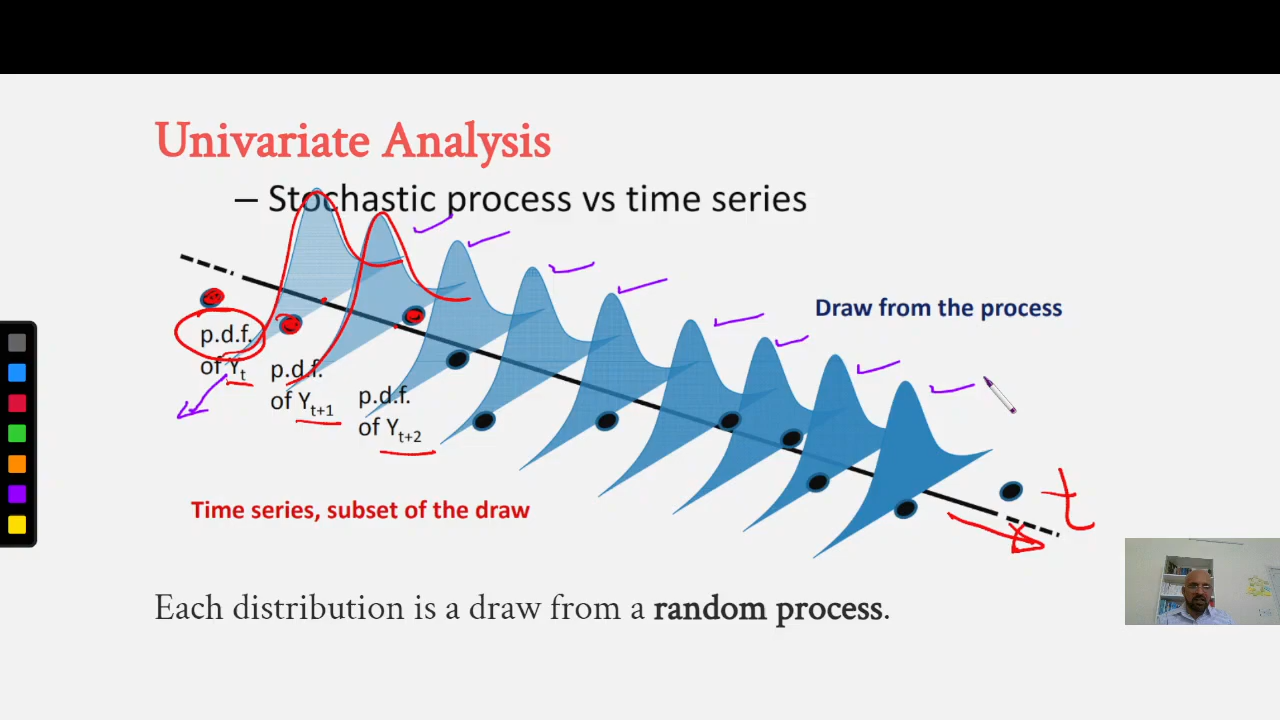 Univariate Analysis
– Stochastic process vs time series
Draw from the process
p.d.f.
of Yt
p.d.f.
of Yt+1
p.d.f.
of Yt+2
t
Time series, subset of the draw
Each distribution is a draw from a random process.